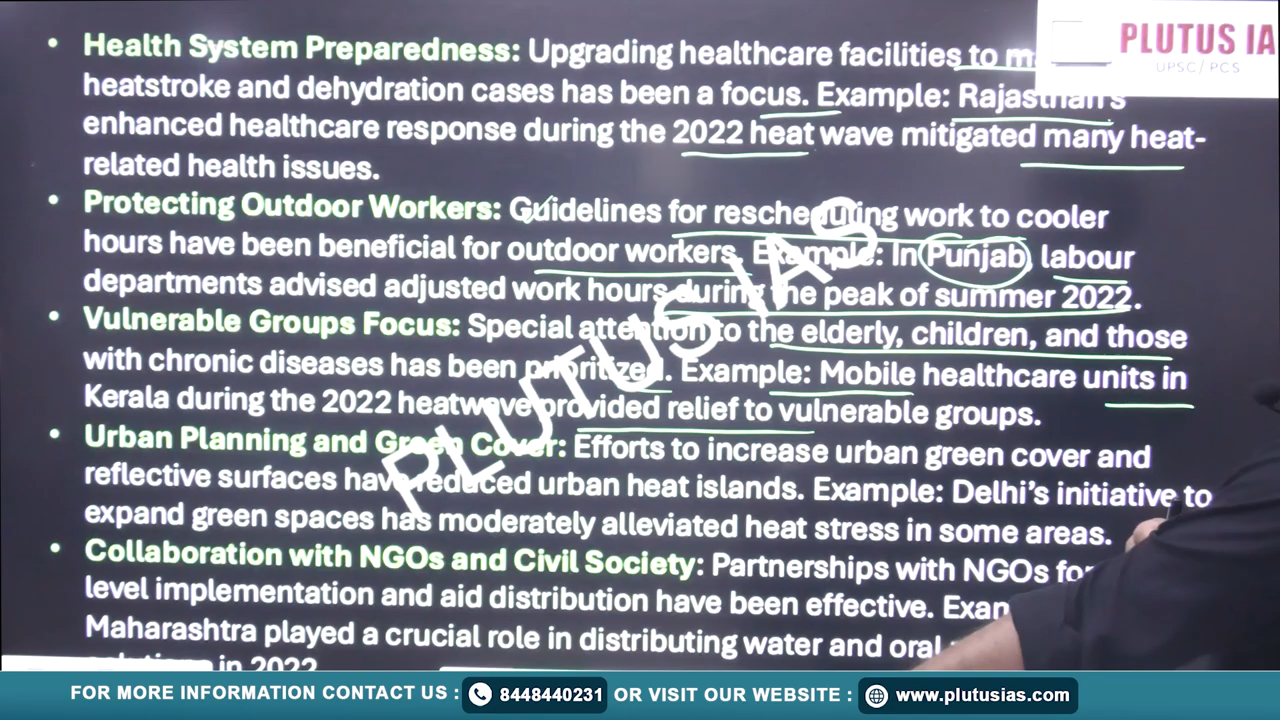 PLUTUS IA
UPSC/PCS
• Health System Preparedness: Upgrading healthcare facilities to
heatstroke and dehydration cases has been a focus. Example: Rajasthan's
enhanced healthcare response during the 2022 heat wave mitigated many heat-
related health issues.
• Protecting Outdoor Workers: Guidelines for rescheduling work to cooler
hours have been beneficial for outdoor workers. Example: In Punjab, labour
departments advised adjusted work hours during the peak of summer 2022.
• Vulnerable Groups Focus: Special attention to the elderly, children, and those
with chronic diseases has been prioritized. Example: Mobile healthcare units in
Kerala during the 2022 heatwave provided relief to vulnerable groups.
• Urban Planning and Green Cover: Efforts to increase urban green cover and
reflective surfaces have reduced urban heat islands. Example: Delhi's initiative to
expand green spaces has moderately alleviated heat stress in some areas.
• Collaboration with NGOs and Civil Society: Partnerships with NGOs for
level implementation and aid distribution have been effective.
Maharashtra played a crucial role in distributing water and oral
in 2022
PLUTUS IAS
FOR MORE INFORMATION CONTACT US : 8448440231 OR VISIT OUR WEBSITE : www.plutusias.com